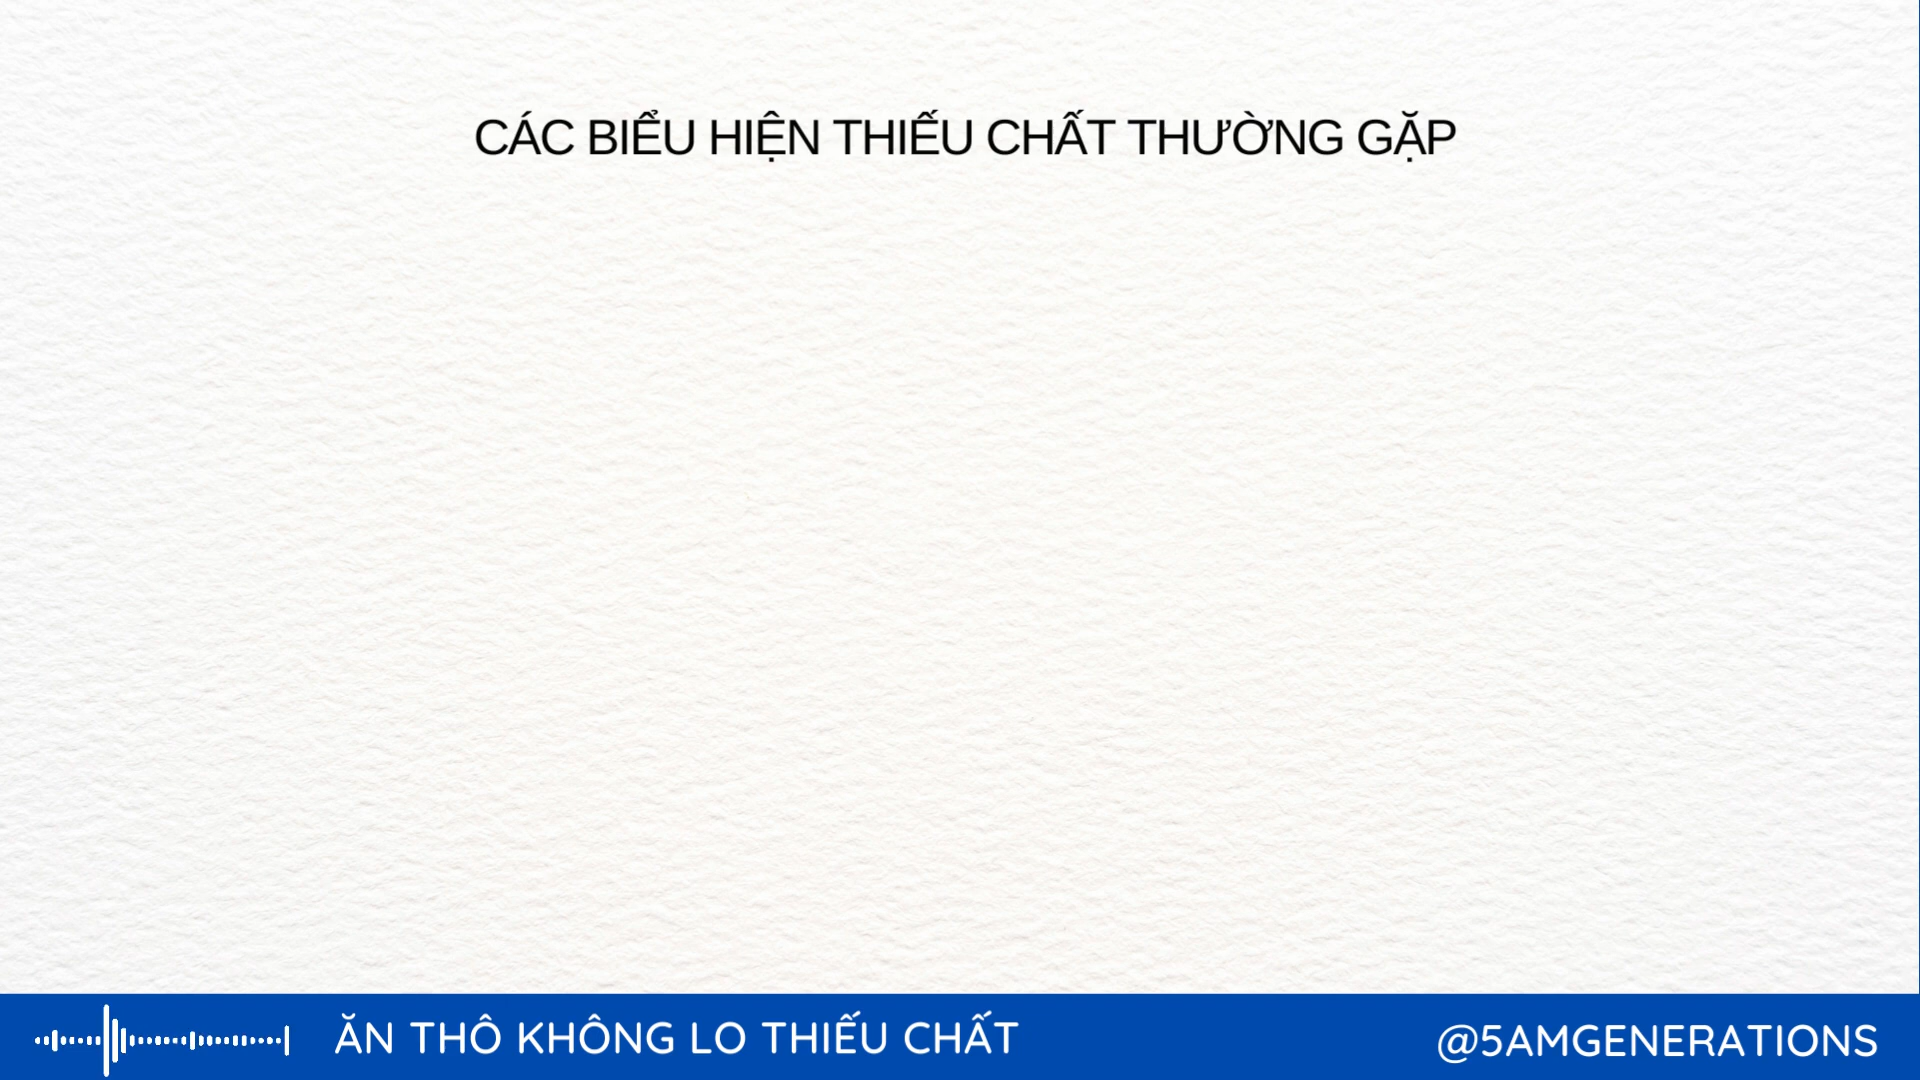 CÁC BIỂU HIỆN THIẾU CHẤT THƯỜNG GẶP
ĂN THÔ KHÔNG LO THIẾU CHẤT
@5AMGENERATIONS